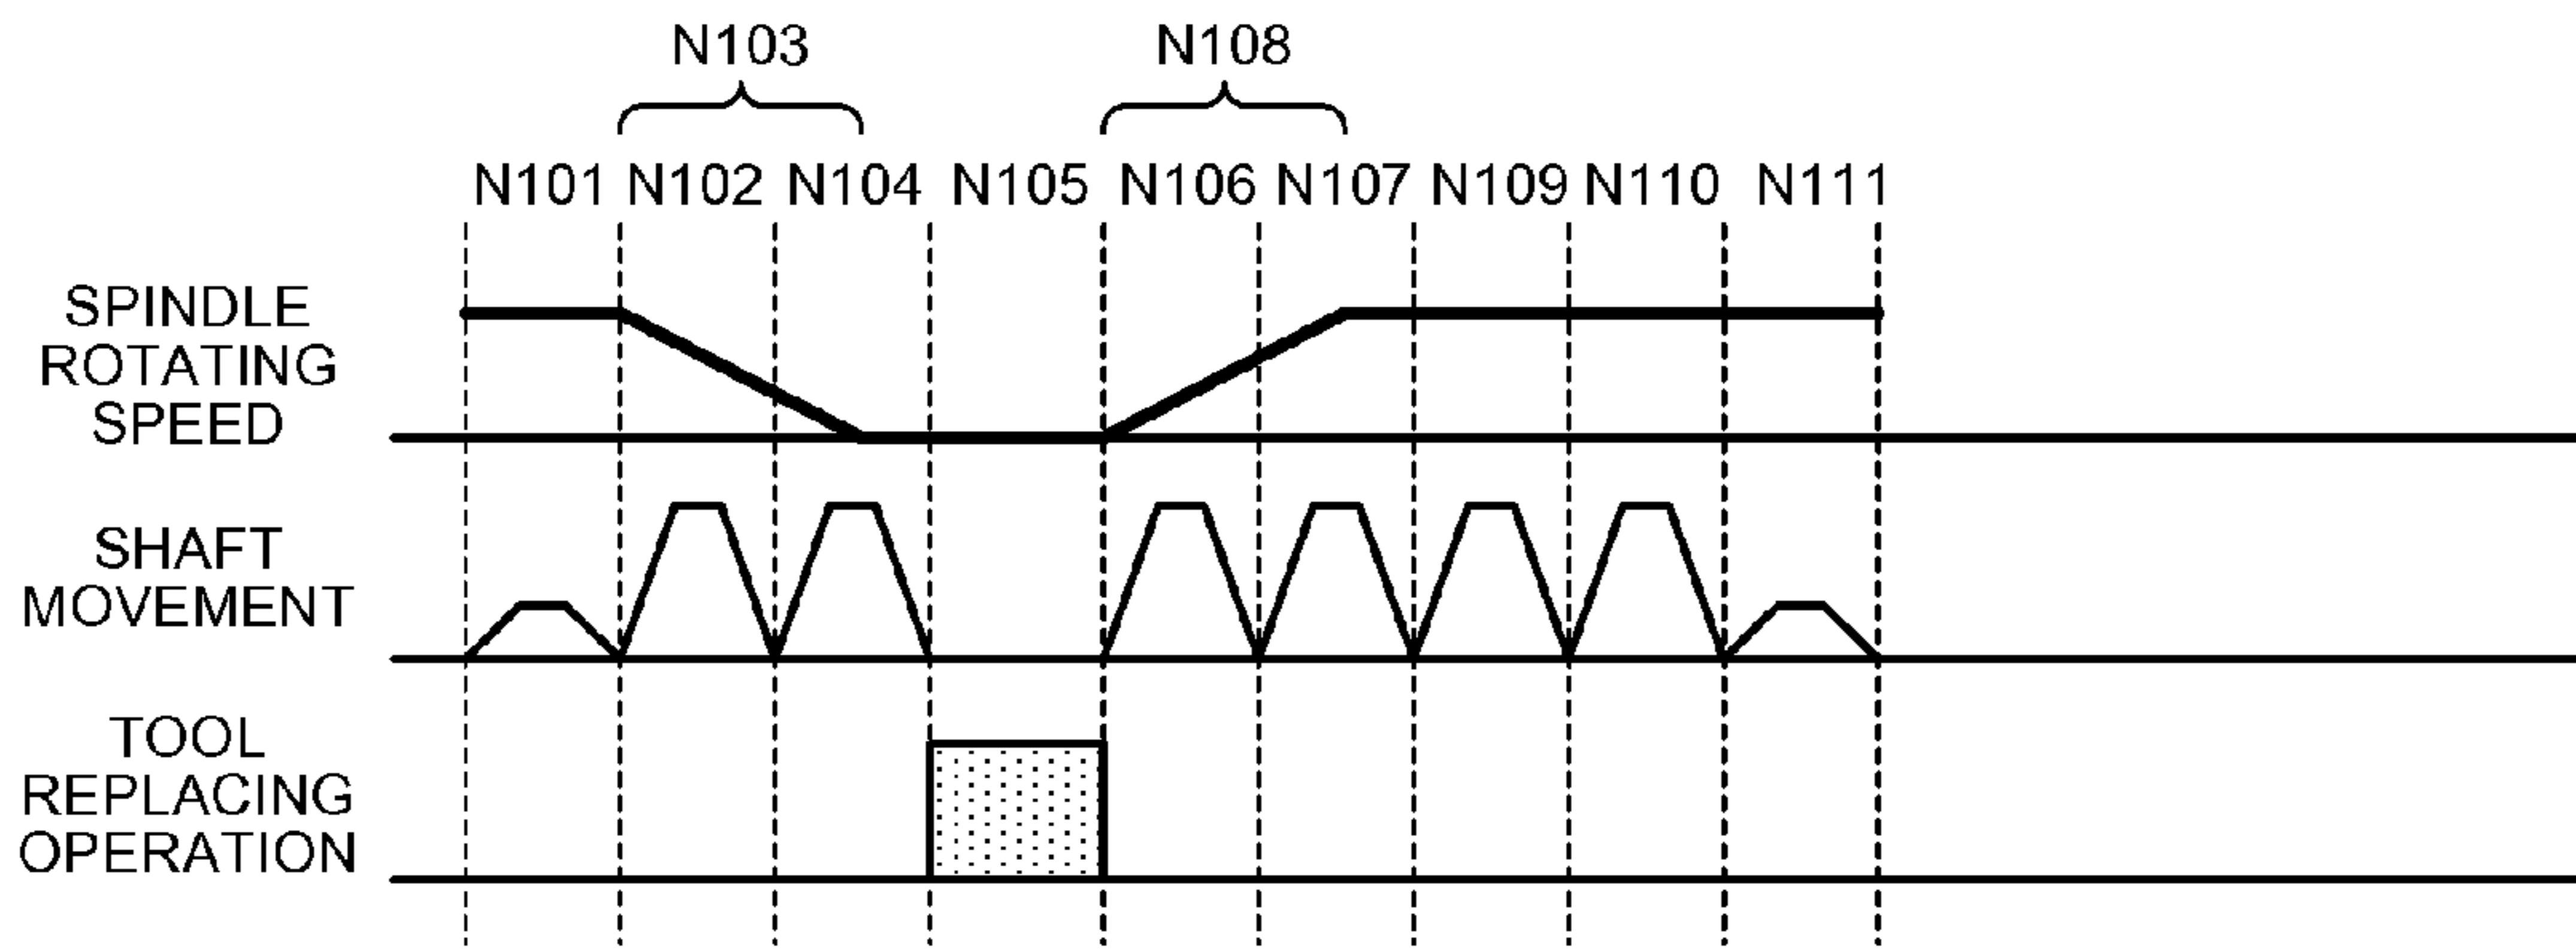 N103 N108
N101 N102 N104 N105 N106 N107 N109 N110 N111
SPINDLE
ROTATING
SPEED
SHAFT
MOVEMENT
TOOL
REPLACING
OPERATION